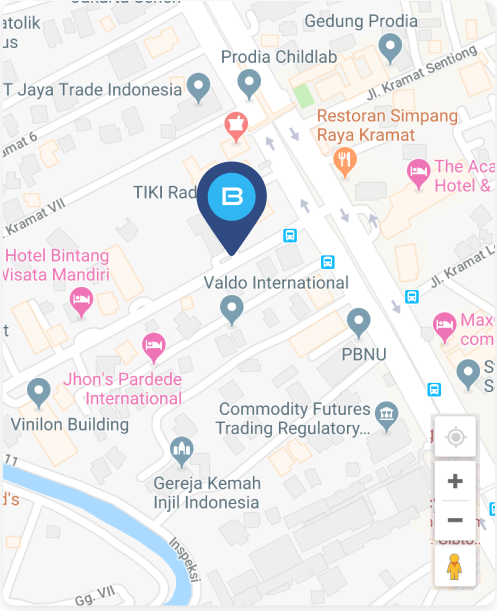 Gedung Prodia
atolik
us
Prodia Childlab
Jl. Kramat Sentiong
T Jaya Trade Indonesia
Restoran Simpang
Raya Kramat
amat 6
The Aca
Hotel &
TIKI Rad
B
Kramat VII
Hotel Bintang
Wisata Mandiri
Jl. Kramat L
Valdo International
t
Max
com
PBNU
Jhon's Pardede
International
S
S
Vinilon Building
Commodity Futures
Trading Regulatory...
11
Gereja Kemah
Injil Indonesia
d's
+
−
Inspeksi
Gg. VII